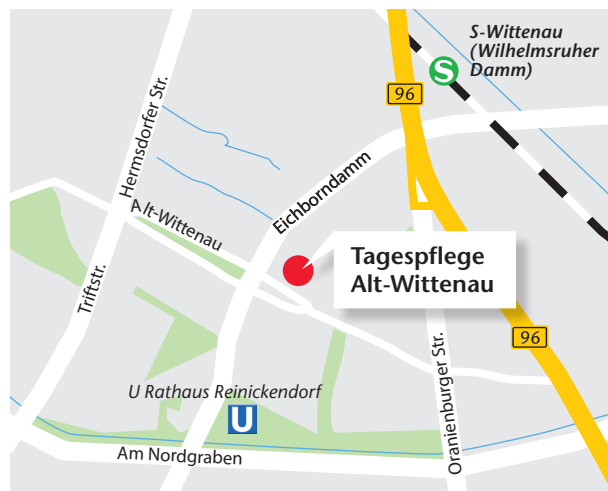 S-Wittenau
(Wilhelmsruher
Damm)
S
96
Hermsdorfer Str.
Eichborndamm
Alt-Wittenau
Tagespflege
Alt-Wittenau
Triftstr.
96
Oranienburger Str.
U Rathaus Reinickendorf
U
Am Nordgraben